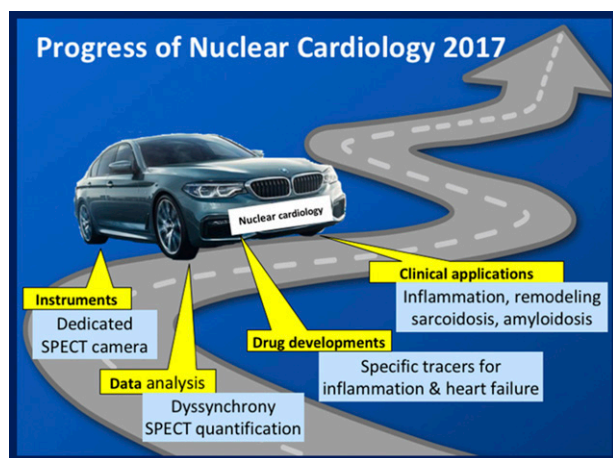 Progress of Nuclear Cardiology 2017
Nuclear cardiology
Clinical applications
Inflammation, remodeling
sarcoidosis, amyloidosis
Instruments
Dedicated
SPECT camera
Drug developments
Specific tracers for
inflammation & heart failure
Data analysis
Dyssynchrony
SPECT quantification